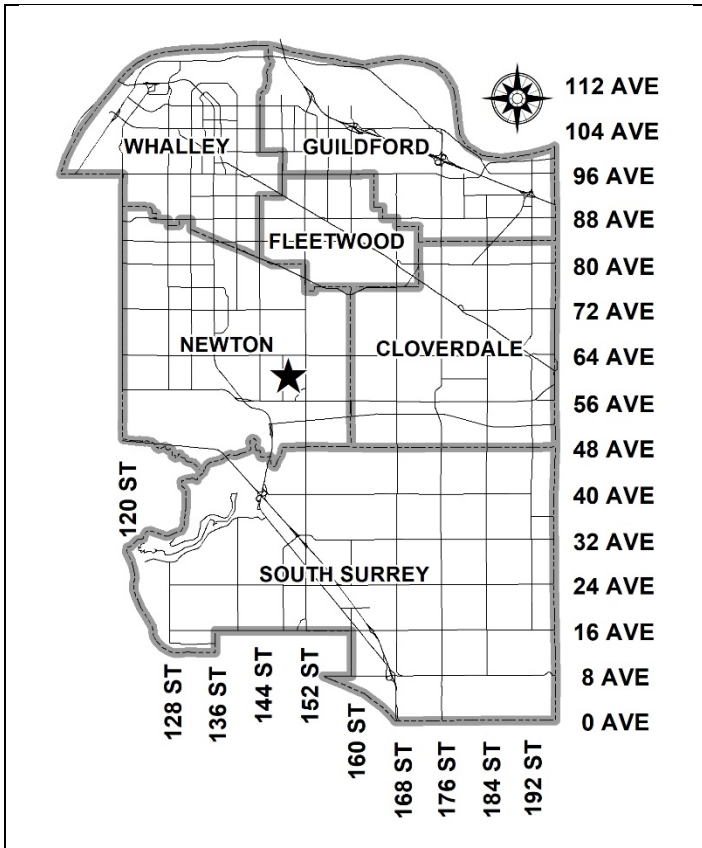 112 AVE
104 AVE
WHALLEY
GUILDFORD
96 AVE
88 AVE
FLEETWOOD
80 AVE
72 AVE
NEWTON
CLOVERDALE
64 AVE
56 AVE
48 AVE
120 ST
40 AVE
32 AVE
SOUTH SURREY
24 AVE
16 AVE
8 AVE
0 AVE
128 ST
136 ST
144 ST
152 ST
160 ST
168 ST
176 ST
184 ST
192 ST